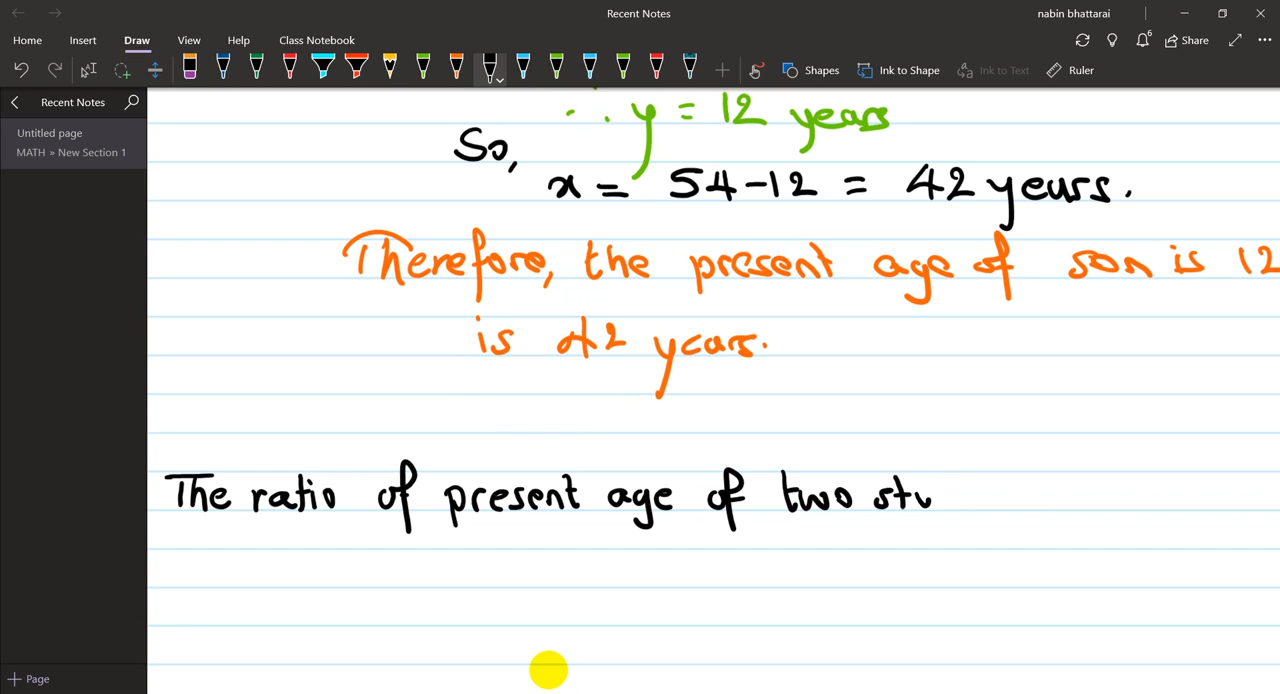 Recent Notes
nabin bhattarai
Home Insert Draw View Help Class Notebook
6 Share
Shapes Ink to Shape Ink to Text Ruler
Recent Notes
Untitled page
MATH » New Section 1
∴ y = 12 years
So,
x = 54-12 = 42 years.
Therefore, the present age of son is 12
is 42 years.
The ratio of present age of two stu
Page